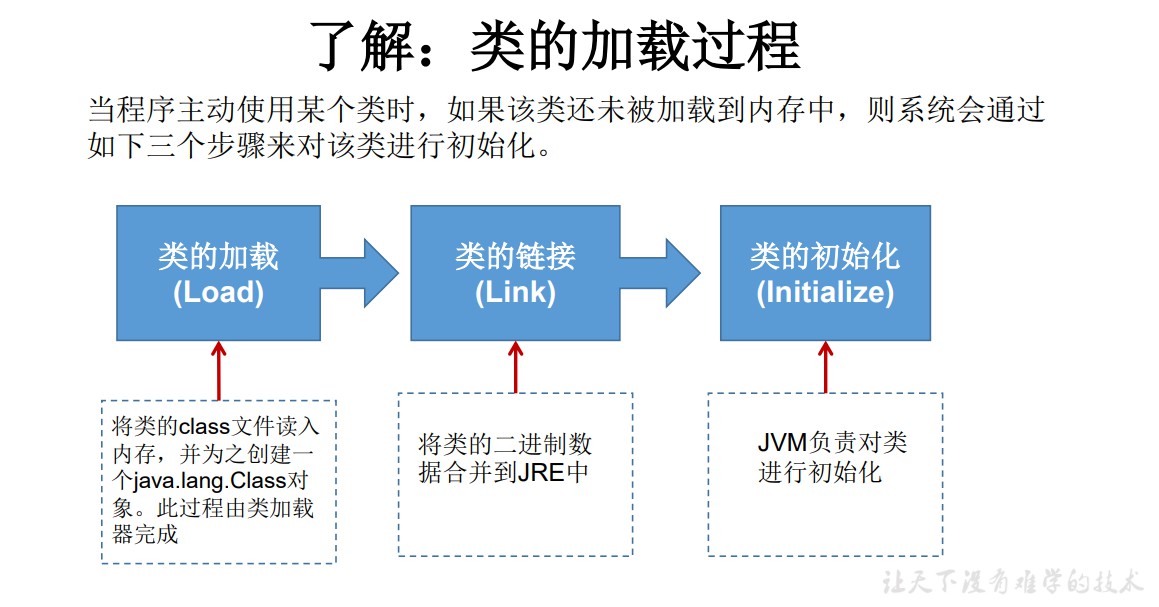 了解：类的加载过程
当程序主动使用某个类时，如果该类还未被加载到内存中，则系统会通过
如下三个步骤来对该类进行初始化。
类的加载
(Load)
类的链接
(Link)
类的初始化
(Initialize)
将类的class文件读入
内存，并为之创建一
个java.lang.Class对
象。此过程由类加载
器完成
将类的二进制数
据合并到JRE中
JVM负责对类
进行初始化
让天下没有难学的技术